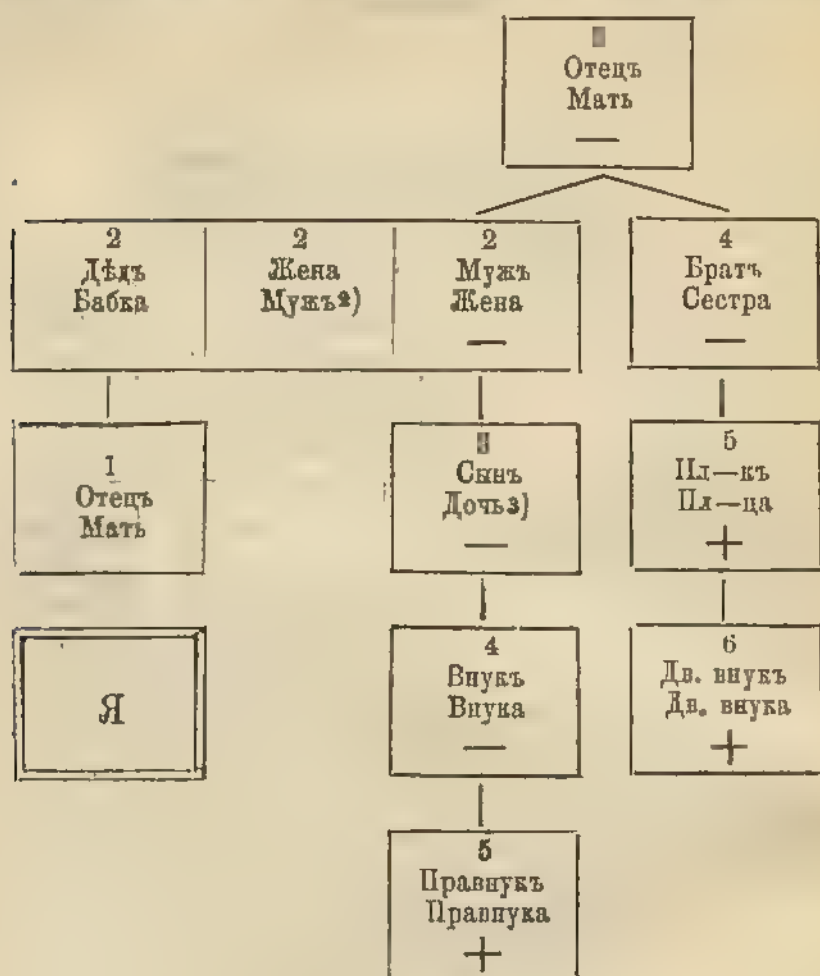 Отецъ
Мать
—
2
Дѣдъ
Бабка
2
Жена
Мужъ²)
2
Мужъ
Жена
—
4
Братъ
Сестра
—
1
Отецъ
Мать
Сынъ
Дочь3)
—
5
Пл—къ
Пл—ца
+
Я
4
Внукъ
Внука
—
6
Дв. внукъ
Дв. внука
+
5
Правнукъ
Правнука
+